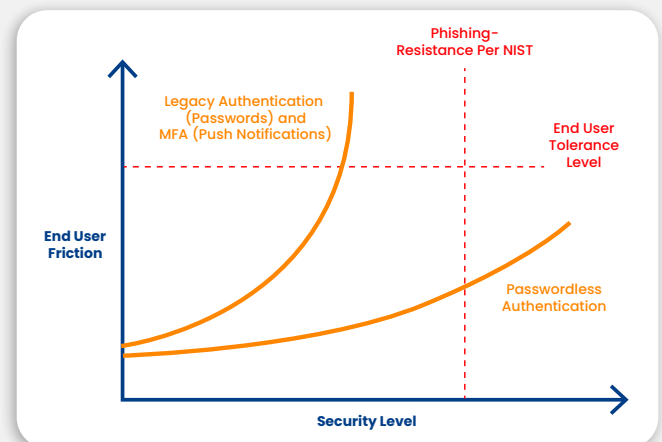 Phishing-
Resistance Per NIST
Legacy Authentication
(Passwords) and
MFA (Push Notifications)
End User
Tolerance
Level
End User
Friction
Passwordless
Authentication
Security Level